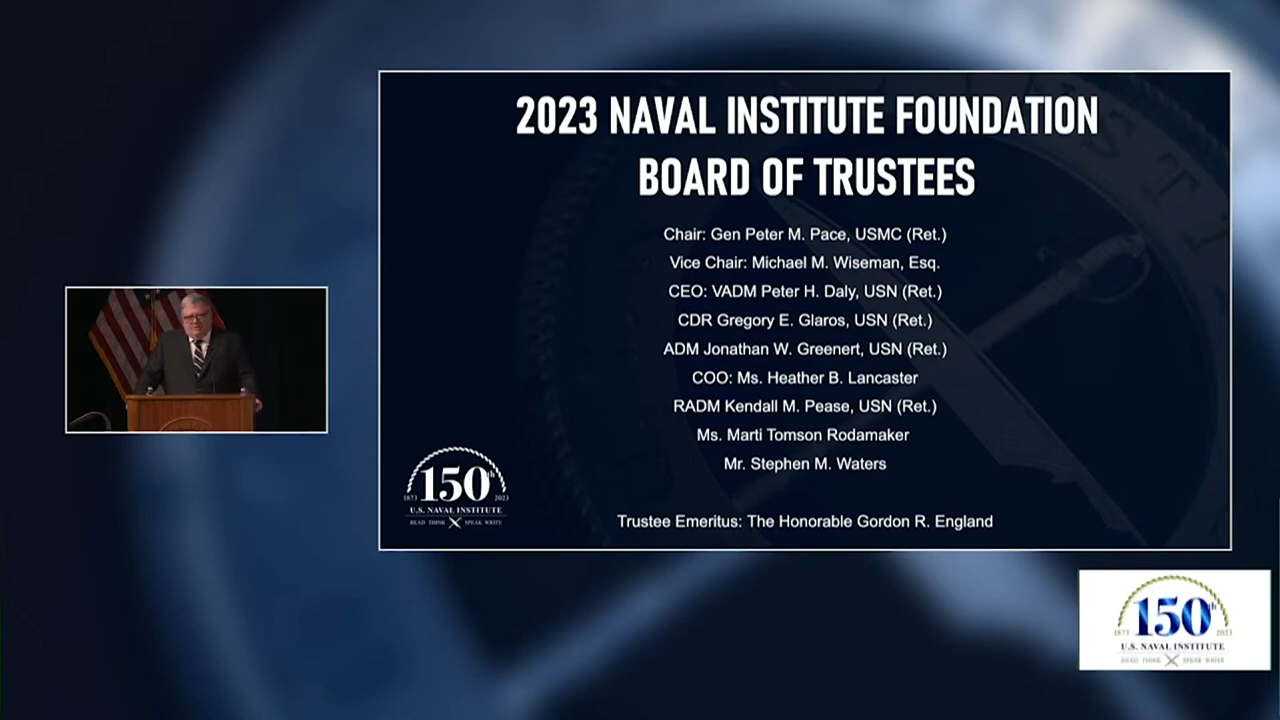 2023 NAVAL INSTITUTE FOUNDATION
BOARD OF TRUSTEES
Chair: Gen Peter M. Pace, USMC (Ret.)
Vice Chair: Michael M. Wiseman, Esq.
CEO: VADM Peter H. Daly, USN (Ret.)
CDR Gregory E. Glaros, USN (Ret.)
ADM Jonathan W. Greenert, USN (Ret.)
COO: Ms. Heather B. Lancaster
RADM Kendall M. Pease, USN (Ret.)
Ms. Marti Tomson Rodamaker
Mr. Stephen M. Waters
Trustee Emeritus: The Honorable Gordon R. England
150th
1873 2023
U.S. NAVAL INSTITUTE
READ THINK SPEAK WRITE
150th
1873 2023
U.S. NAVAL INSTITUTE
READ THINK SPEAK WRITE